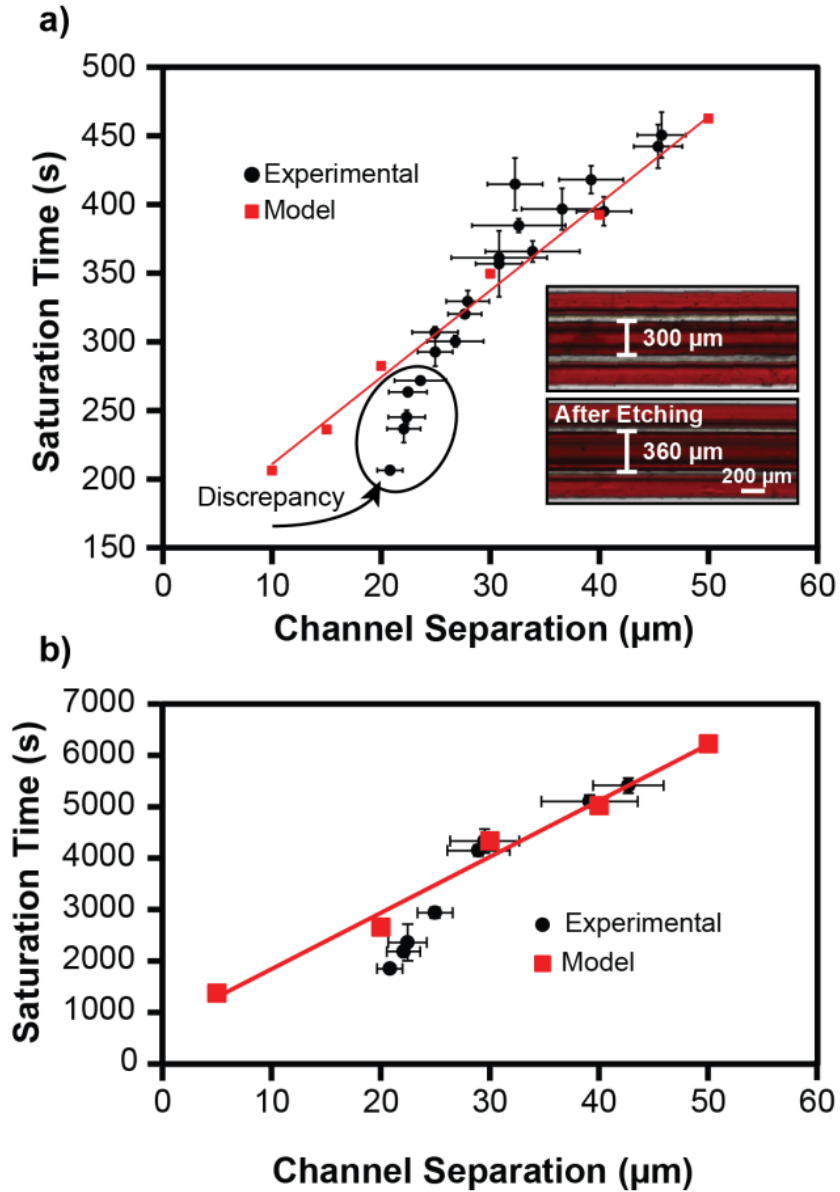 a)
500
450
400
350
300
250
200
150
Saturation Time (s)
Experimental
Model
300 µm
After Etching
360 µm
200 µm
Discrepancy
0 10 20 30 40 50 60
Channel Separation (µm)
b)
7000
6000
5000
4000
3000
2000
1000
0
Saturation Time (s)
Experimental
Model
0 10 20 30 40 50 60
Channel Separation (µm)